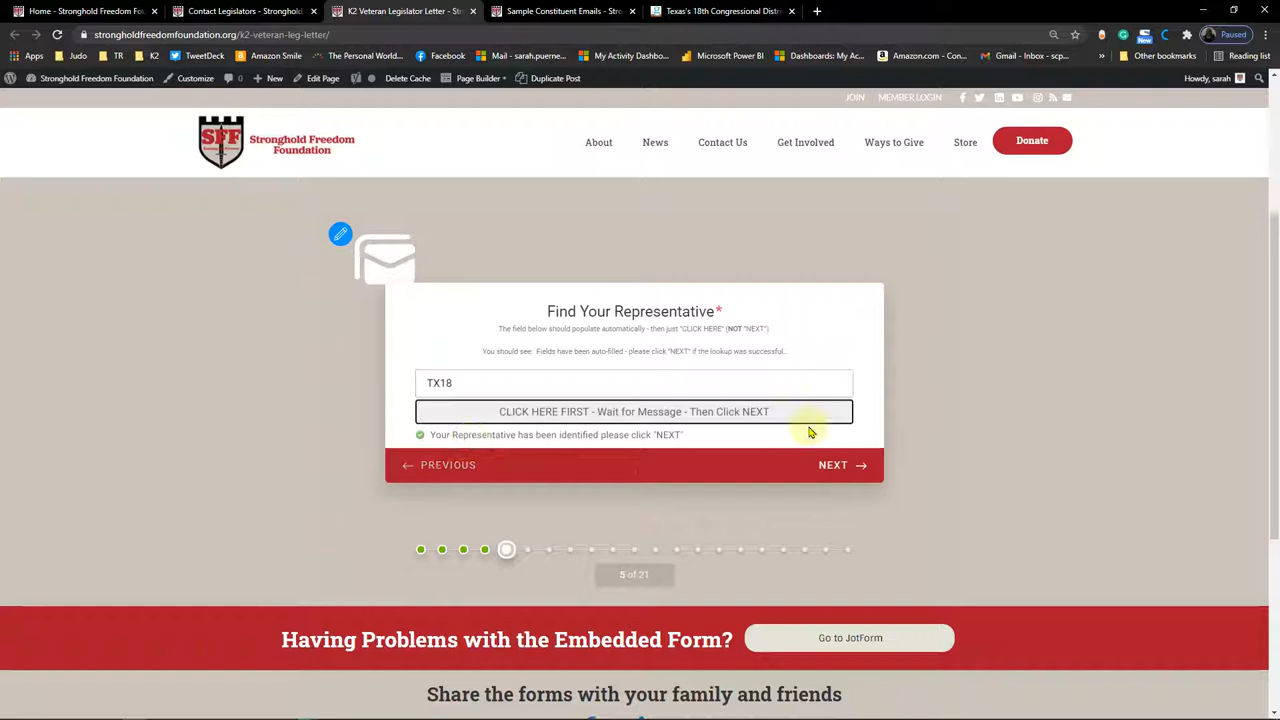 Home - Stronghold Freedom Found
Contact Legislators - Stronghold
K2 Veteran Legislator Letter - Str
Sample Constituent Emails - Stro
Texas's 18th Congressional Distri
strongholdfreedomfoundation.org/k2-veteran-leg-letter/
New
Paused
Apps
Judo
TR
K2
Amazon Smile
The Personal World...
Facebook
Mail - sarah.puerne...
My Activity Dashbo...
Microsoft Power BI
Dashboards: My Ac...
Amazon.com - On...
Gmail - Inbox - scp...
Other bookmarks
Reading list
Stronghold Freedom Foundation
Customize
0
New
Edit Page
TweetDeck
Delete Cache
Page Builder
Duplicate Post
Howdy, sarah
JOIN
MEMBER LOGIN
SFF
Stronghold Freedom
Foundation
About
News
Contact Us
Get Involved
Ways to Give
Store
Donate
Find Your Representative*
The field below should populate automatically - then just "CLICK HERE" (NOT "NEXT")
You should see: Fields have been auto-filled - please click "NEXT" if the lookup was successful...
TX18
CLICK HERE FIRST - Wait for Message - Then Click NEXT
Your Representative has been identified please click "NEXT"
PREVIOUS
NEXT
5 of 21
Having Problems with the Embedded Form?
Go to JotForm
Share the forms with your family and friends